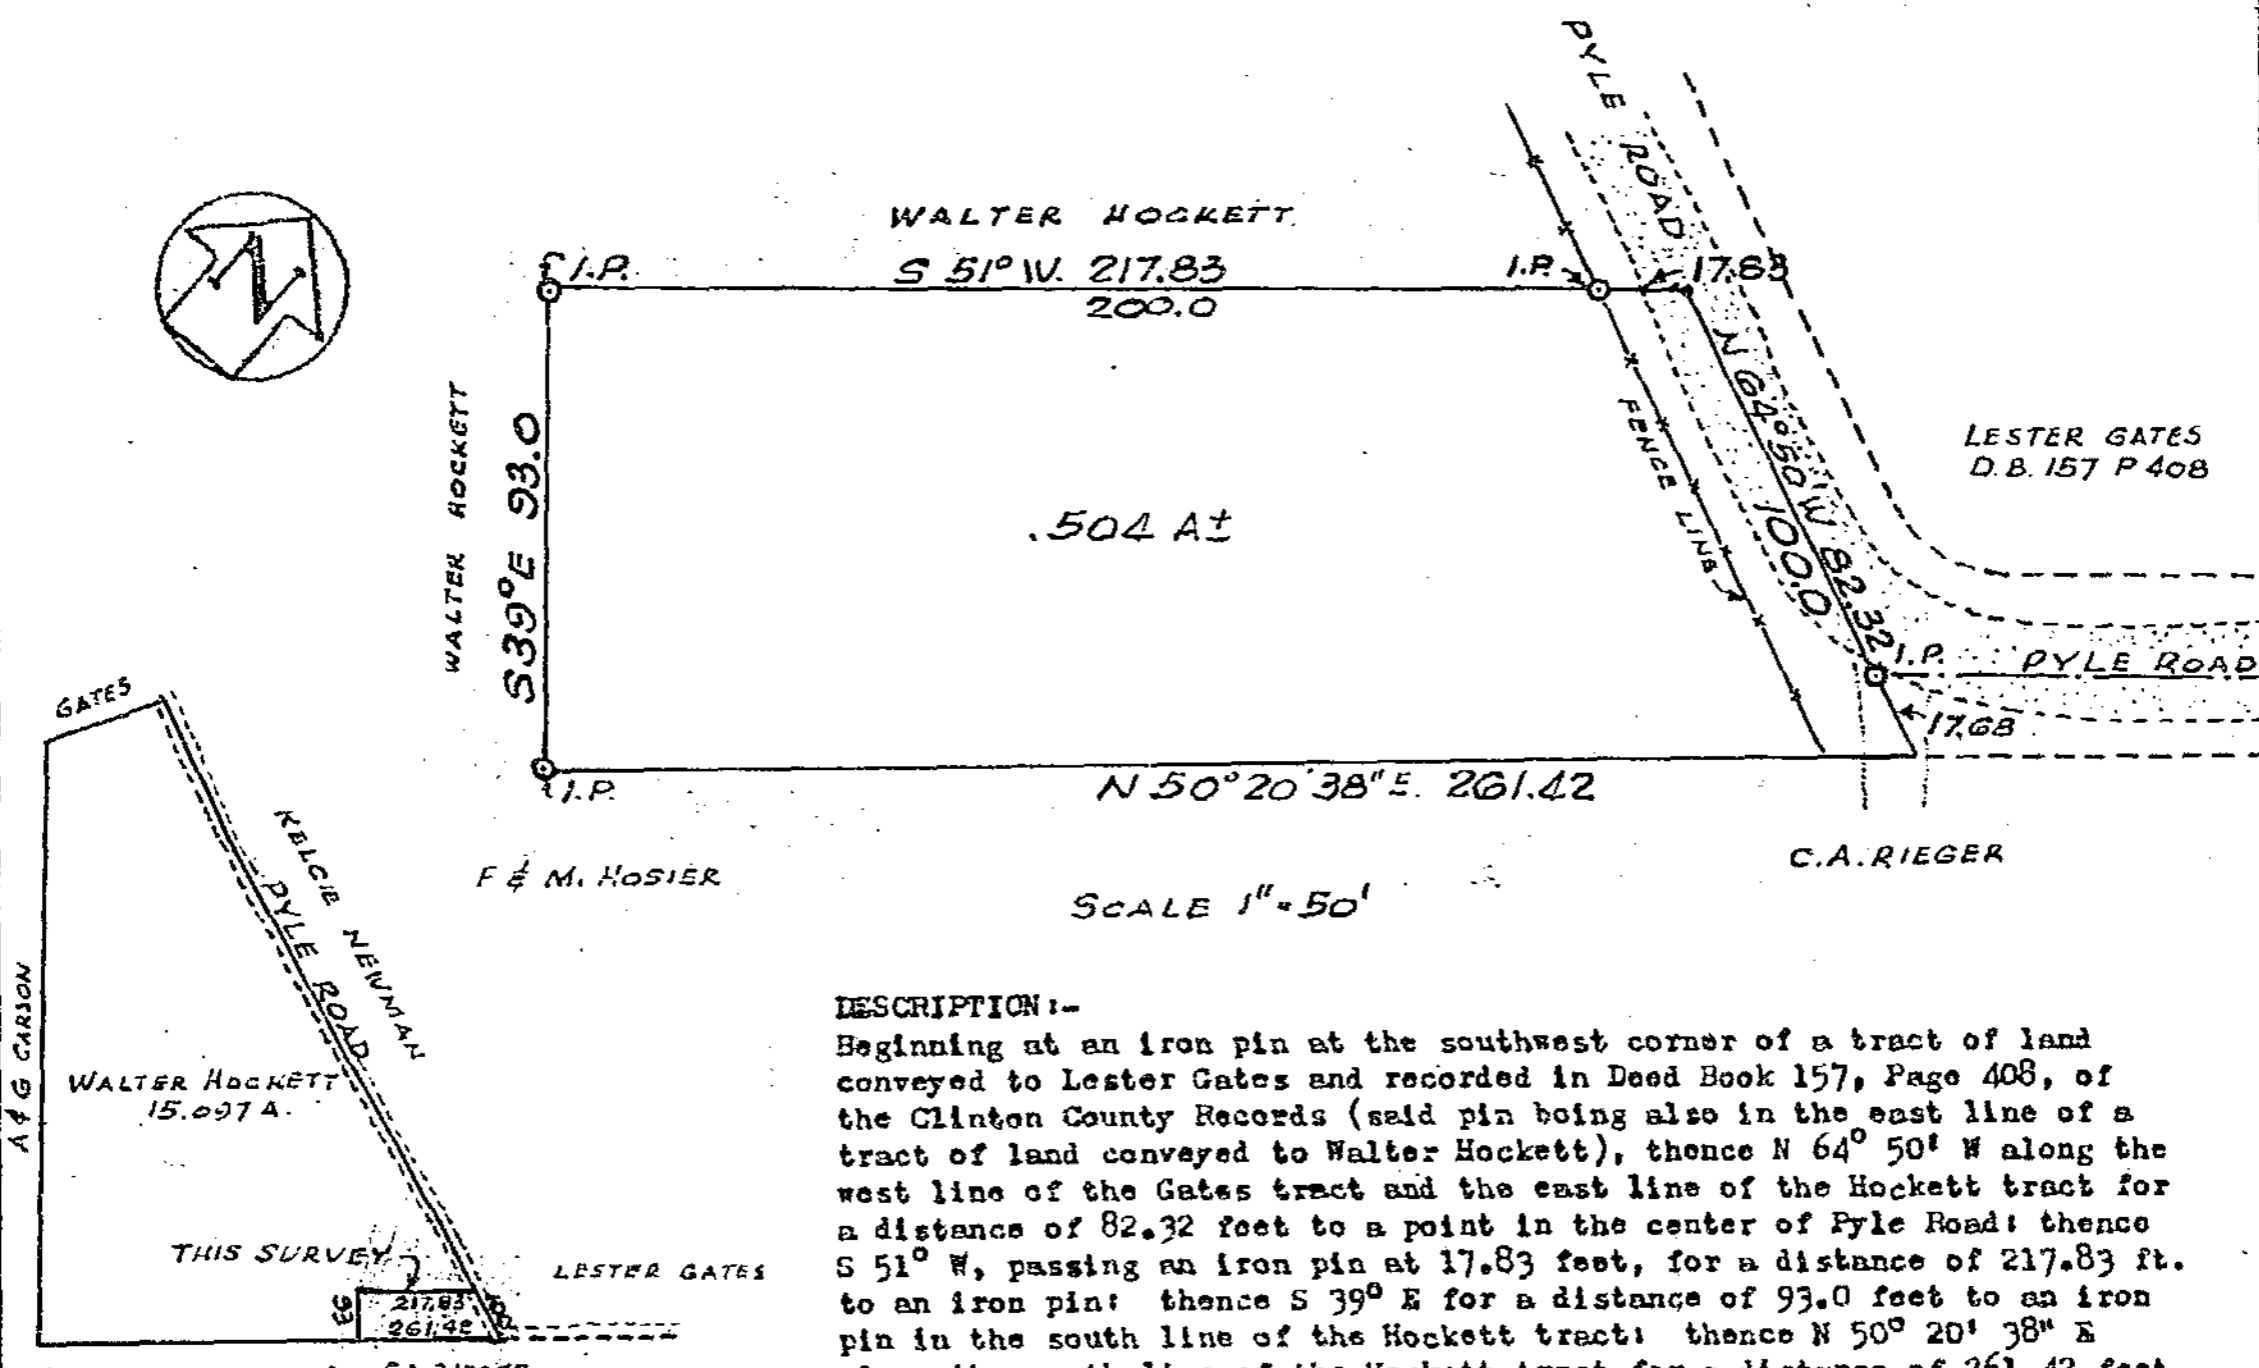 PYLE ROAD
WALTER HOCKETT
I.P.
S 51° W. 217.83
200.0
I.P.
17.83
N
WALTER HOCKETT
S 39° E 93.0
.504 A±
FENCE LINE
N 64° 50' W 82.32
100.0
LESTER GATES
D.B. 157 P 408
I.P.
PYLE ROAD
17.68
I.P.
N 50° 20' 38" E. 261.42
F & M. HOSIER
C.A. RIEGER
SCALE 1" = 50'
GATES
KELCIE NEWMAN
PYLE ROAD
A & G CARSON
WALTER HOCKETT
15.097 A.
THIS SURVEY
LESTER GATES
93
217.83
261.42
100
DESCRIPTION:-
Beginning at an iron pin at the southwest corner of a tract of land
conveyed to Lester Gates and recorded in Deed Book 157, Page 408, of
the Clinton County Records (said pin being also in the east line of a
tract of land conveyed to Walter Hockett), thence N 64° 50' W along the
west line of the Gates tract and the east line of the Hockett tract for
a distance of 82.32 feet to a point in the center of Pyle Road: thence
S 51° W, passing an iron pin at 17.83 feet, for a distance of 217.83 ft.
to an iron pin: thence S 39° E for a distance of 93.0 feet to an iron
pin in the south line of the Hockett tract: thence N 50° 20' 38" E